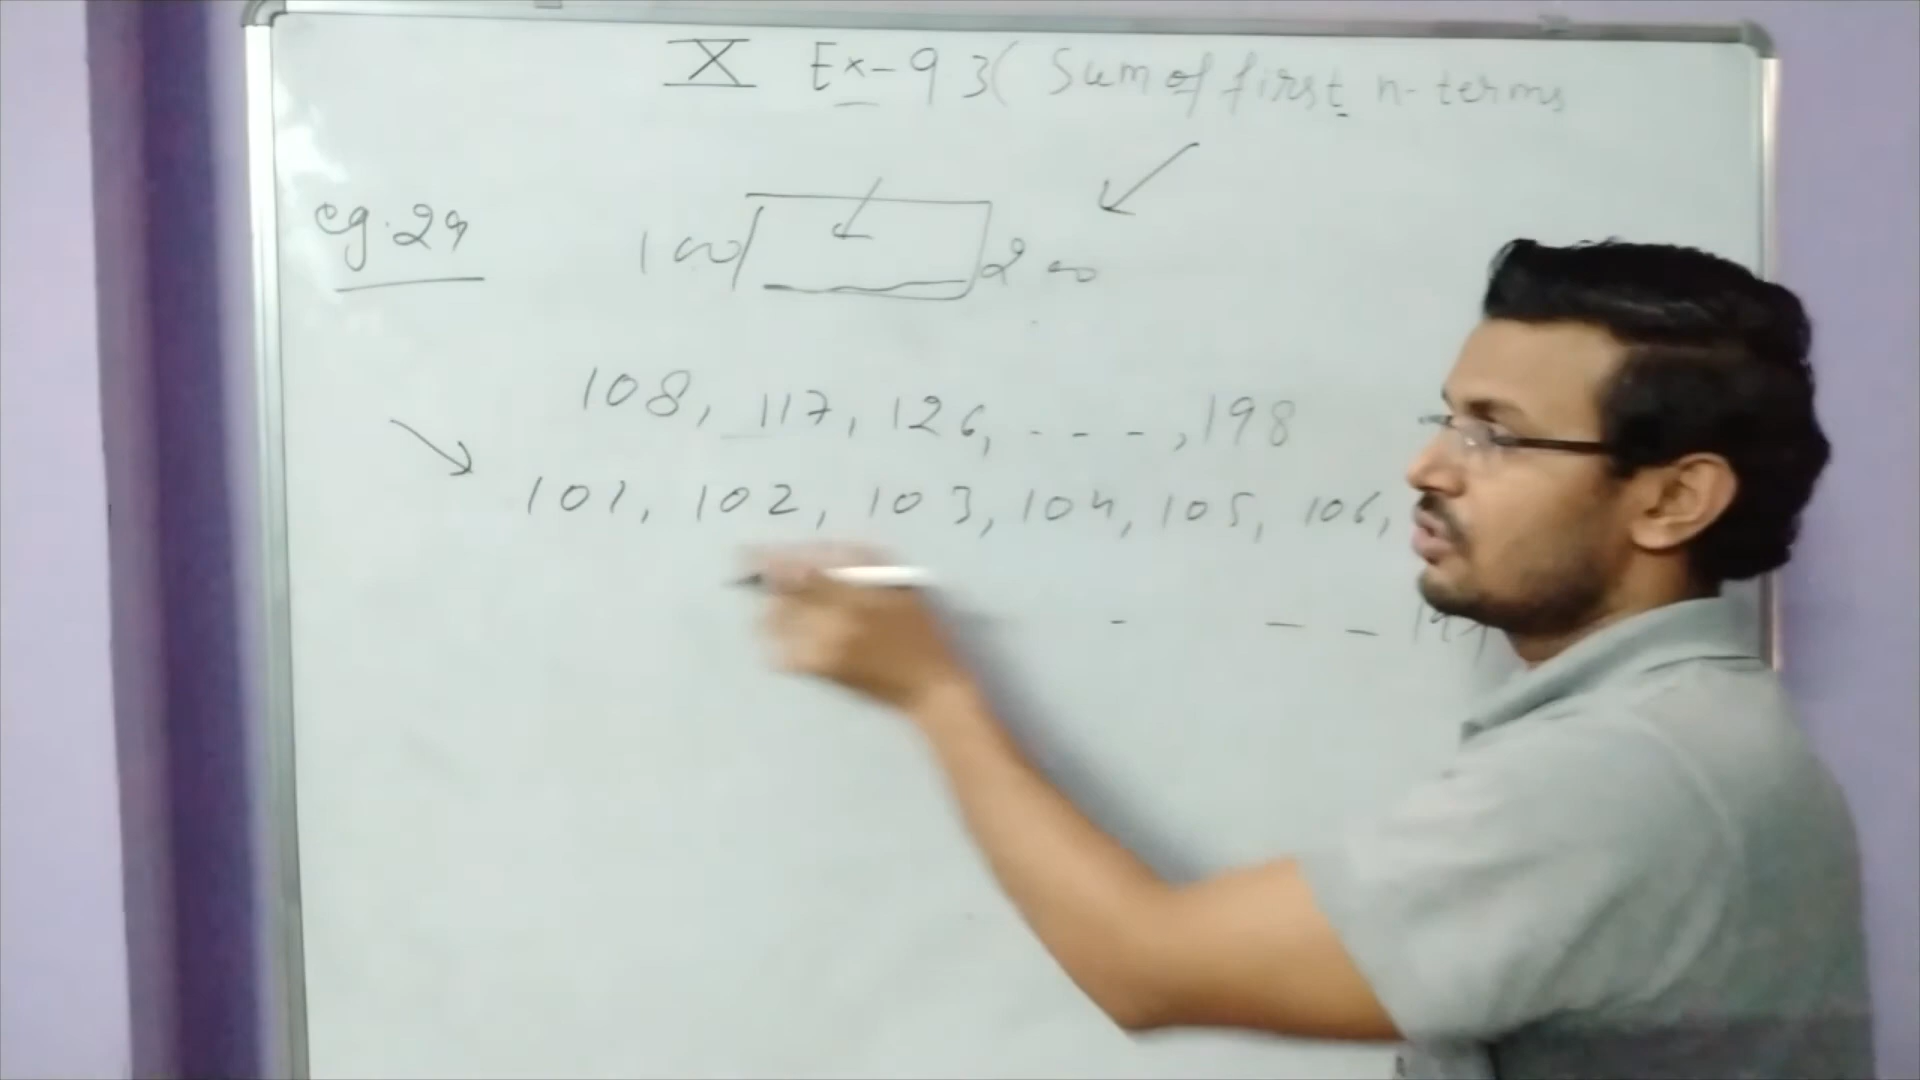 X Ex-9.3 ( Sum of first n-terms
eg. 29
100 200
108, 117, 126, - - - , 198
101, 102, 103, 104, 105, 106,
- - -